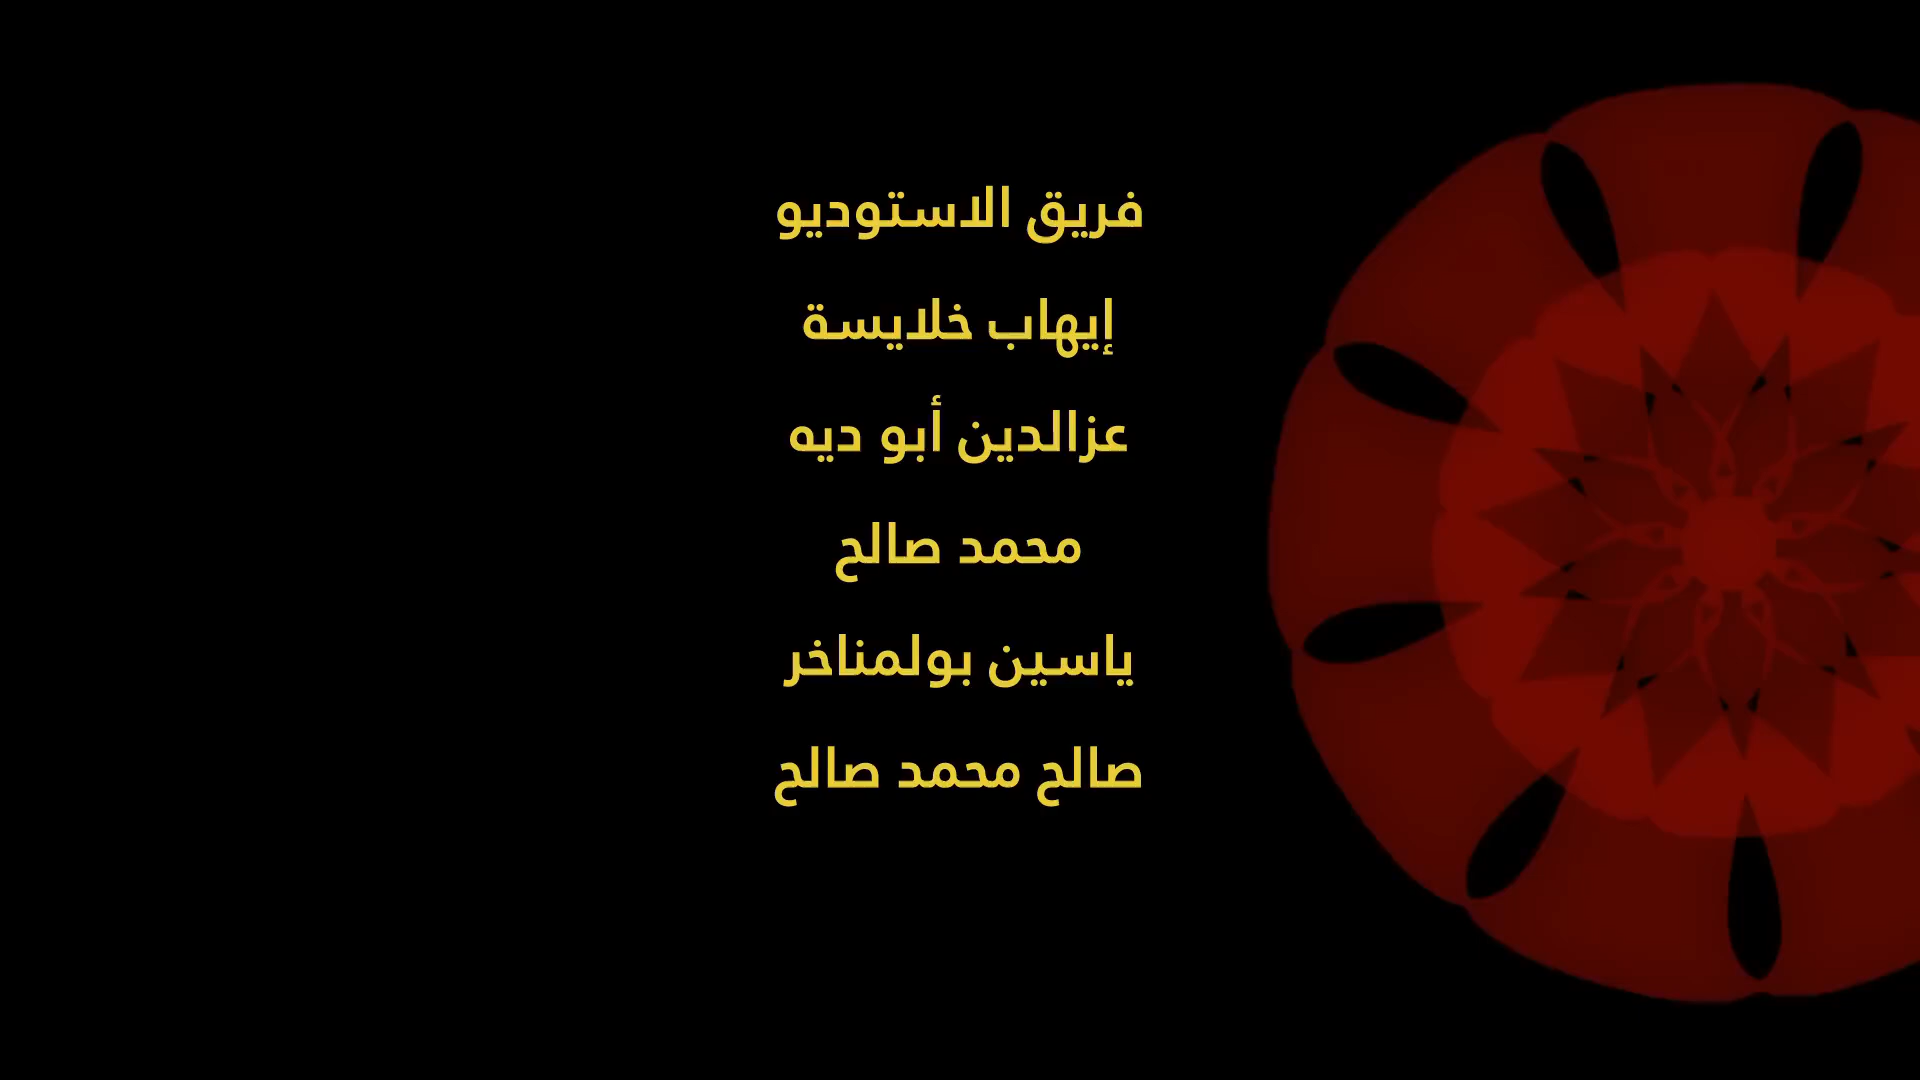 فريق الاستوديو
إيهاب خلايسة
عزالدين أبو ديه
محمد صالح
ياسين بولمناخر
صالح محمد صالح